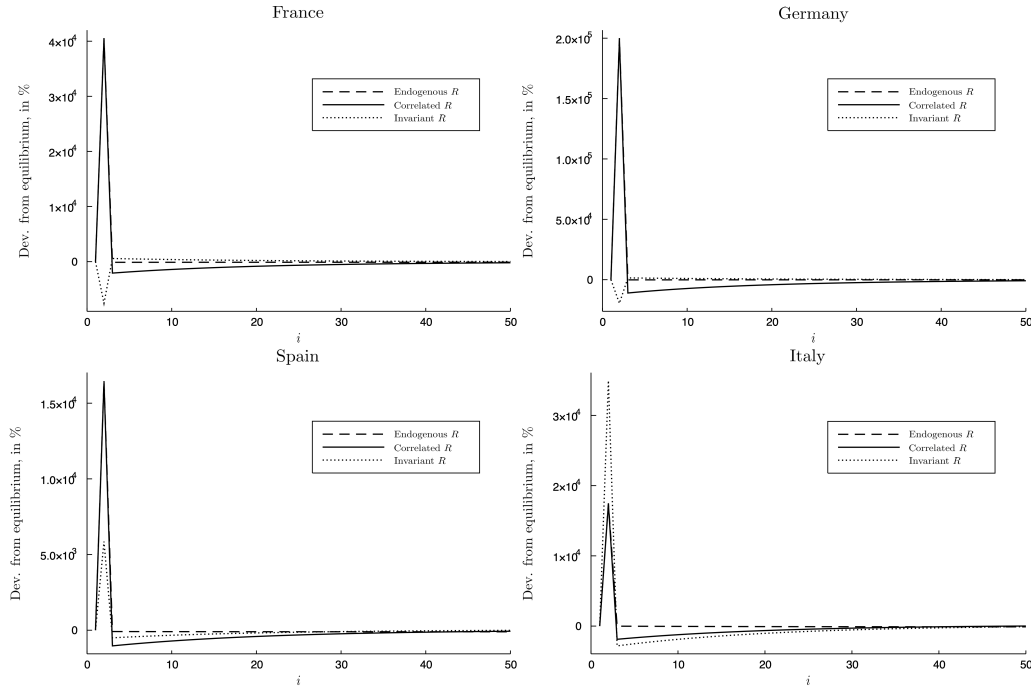 France
Dev. from equilibrium, in %
4×10⁴
3×10⁴
2×10⁴
1×10⁴
0
Endogenous R
Correlated R
Invariant R
0 10 20 30 40 50
i
Germany
Dev. from equilibrium, in %
2.0×10⁵
1.5×10⁵
1.0×10⁵
5.0×10⁴
0
Endogenous R
Correlated R
Invariant R
0 10 20 30 40 50
i
Spain
Dev. from equilibrium, in %
1.5×10⁴
1.0×10⁴
5.0×10³
0
Endogenous R
Correlated R
Invariant R
0 10 20 30 40 50
i
Italy
Dev. from equilibrium, in %
3×10⁴
2×10⁴
1×10⁴
0
Endogenous R
Correlated R
Invariant R
0 10 20 30 40 50
i